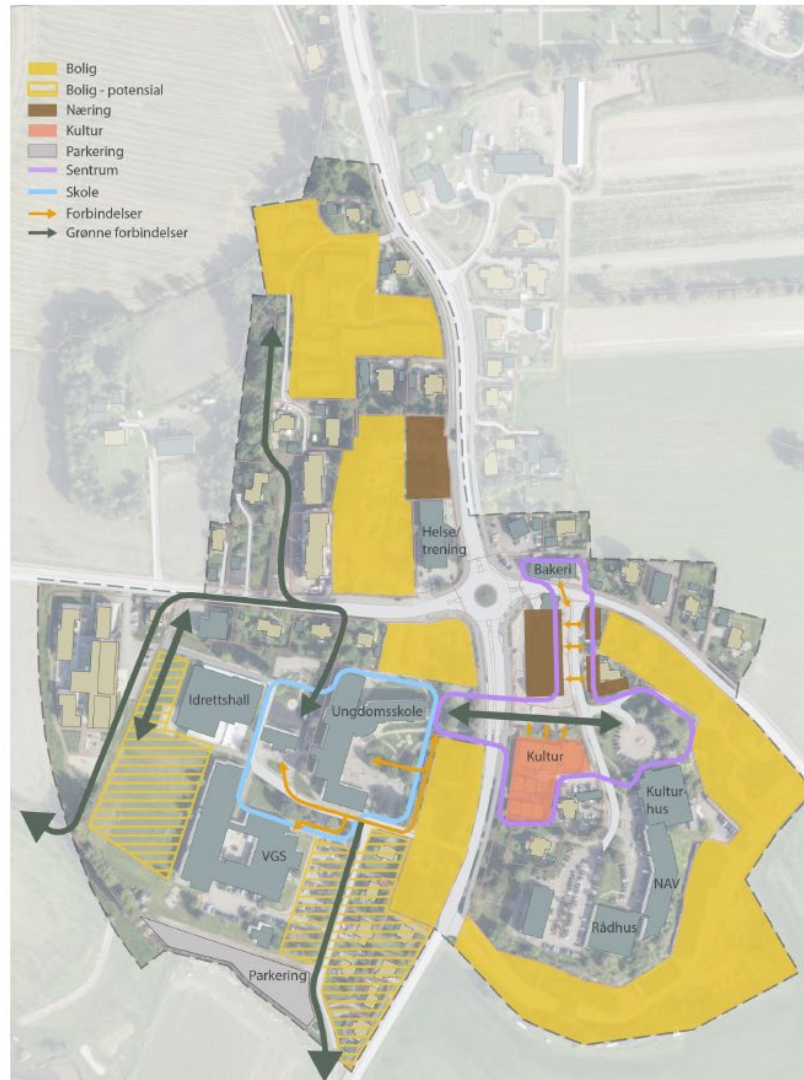 Bolig
Bolig - potensial
Næring
Kultur
Parkering
Sentrum
Skole
Forbindelser
Grønne forbindelser
Helse/
trening
Bakeri
Idrettshall
Ungdomsskole
Kultur
Kultur-
hus
VGS
NAV
Rådhus
Parkering